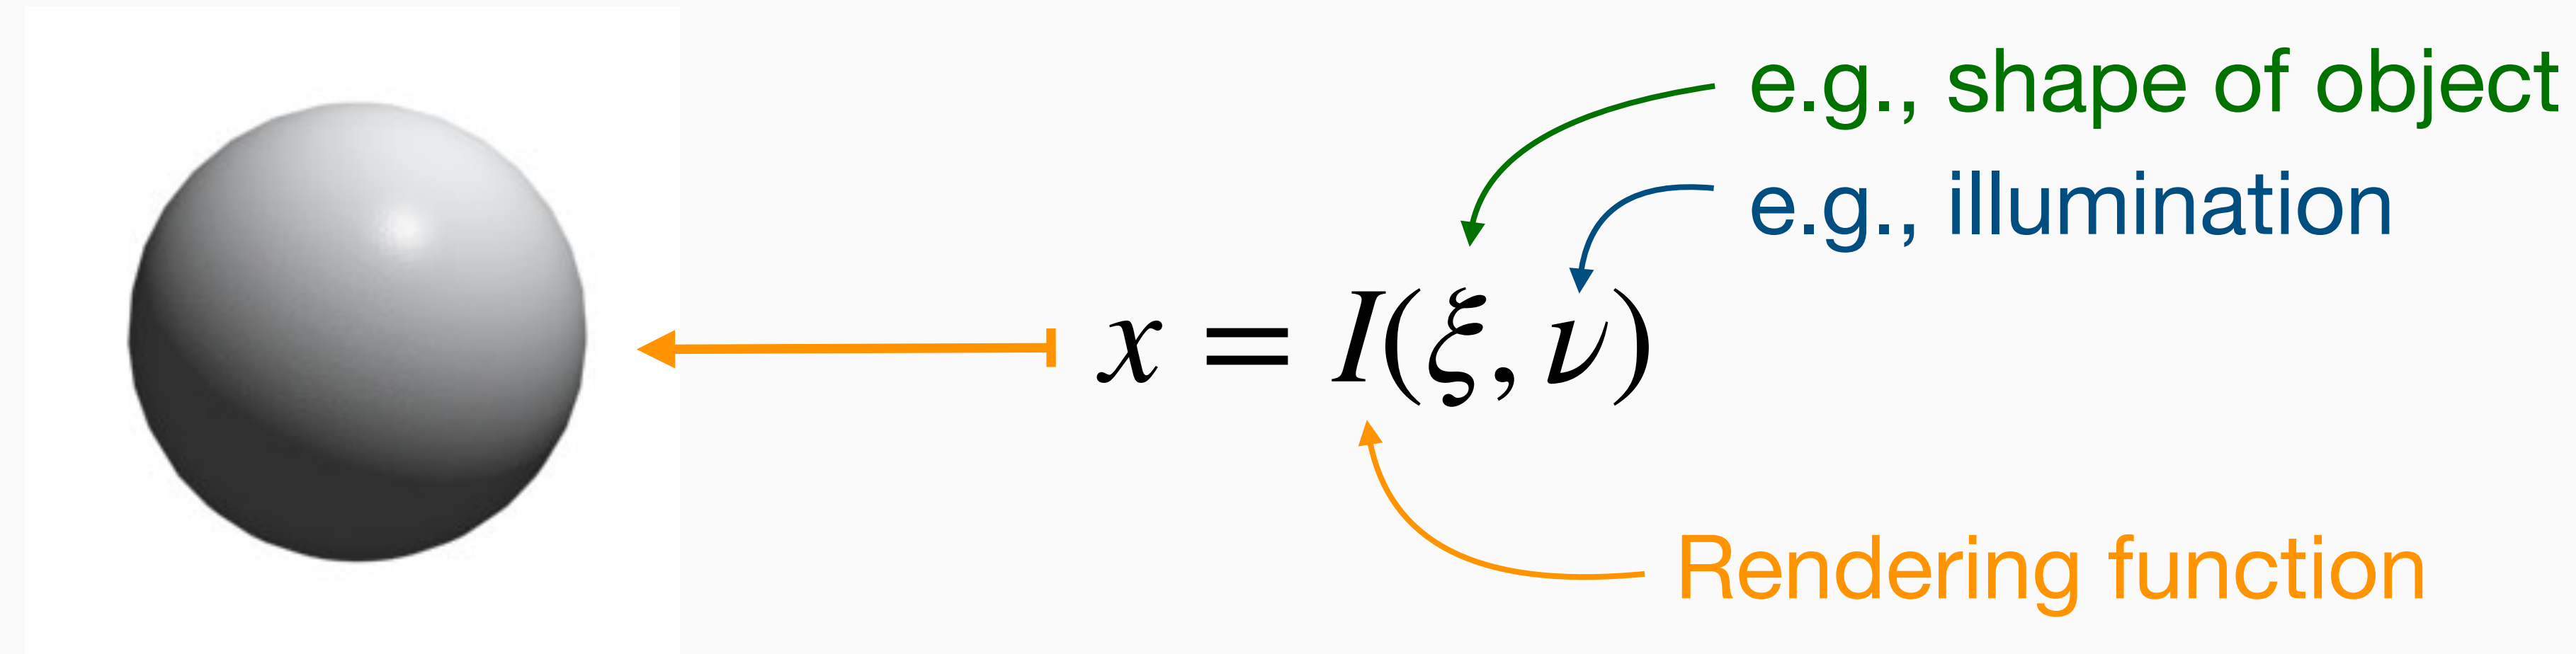 e.g., shape of object
e.g., illumination
x = I(ξ, ν)
Rendering function